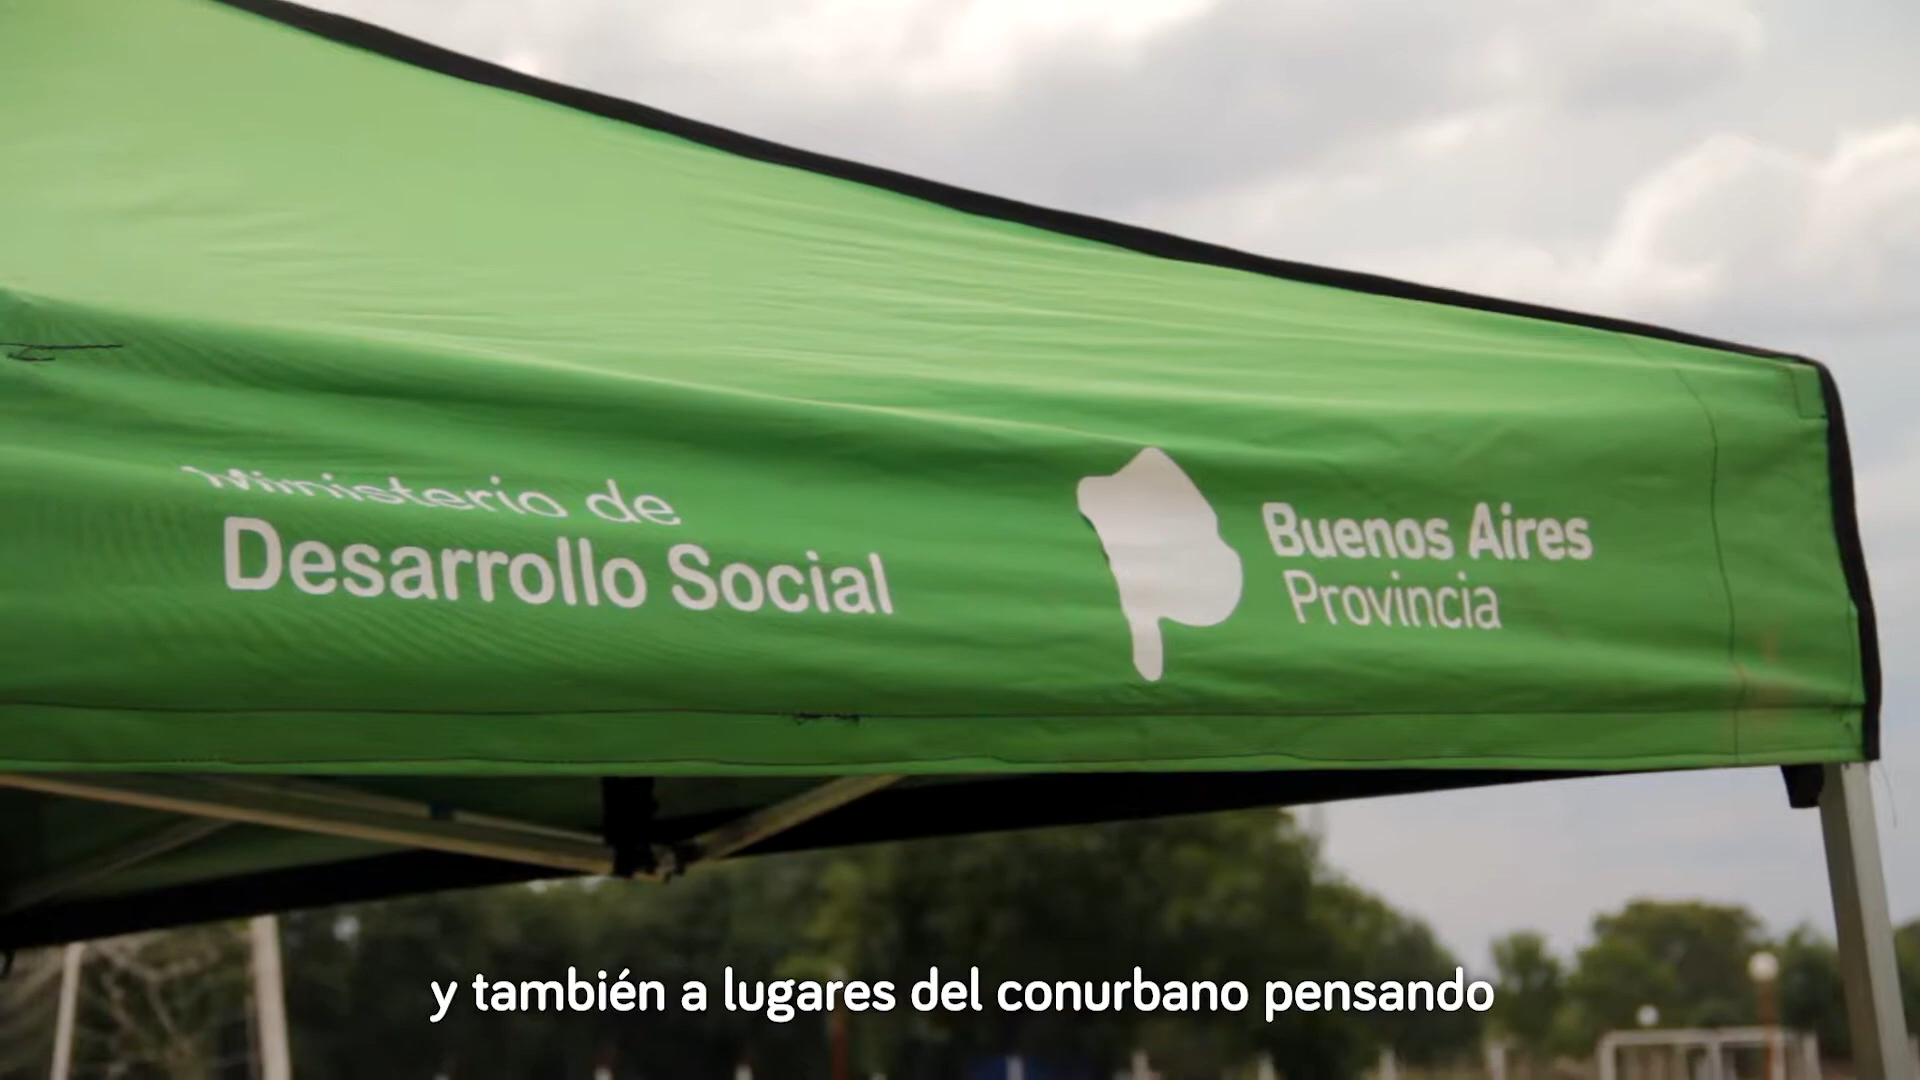 Ministerio de
Desarrollo Social
Buenos Aires
Provincia
y también a lugares del conurbano pensando